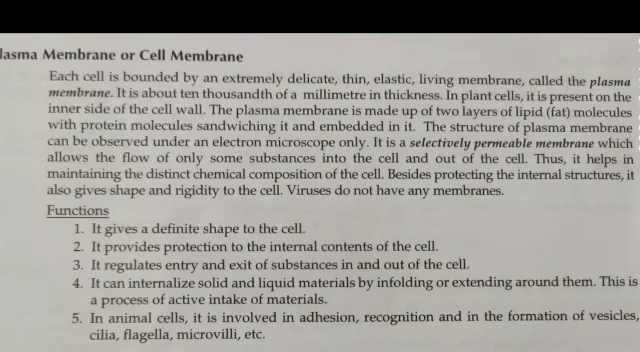 lasma Membrane or Cell Membrane
Each cell is bounded by an extremely delicate, thin, elastic, living membrane, called the plasma
membrane. It is about ten thousandth of a millimetre in thickness. In plant cells, it is present on the
inner side of the cell wall. The plasma membrane is made up of two layers of lipid (fat) molecules
with protein molecules sandwiching it and embedded in it. The structure of plasma membrane
can be observed under an electron microscope only. It is a selectively permeable membrane which
allows the flow of only some substances into the cell and out of the cell. Thus, it helps in
maintaining the distinct chemical composition of the cell. Besides protecting the internal structures, it
also gives shape and rigidity to the cell. Viruses do not have any membranes.
Functions
1. It gives a definite shape to the cell.
2. It provides protection to the internal contents of the cell.
3. It regulates entry and exit of substances in and out of the cell.
4. It can internalize solid and liquid materials by infolding or extending around them. This is
a process of active intake of materials.
5. In animal cells, it is involved in adhesion, recognition and in the formation of vesicles,
cilia, flagella, microvilli, etc.